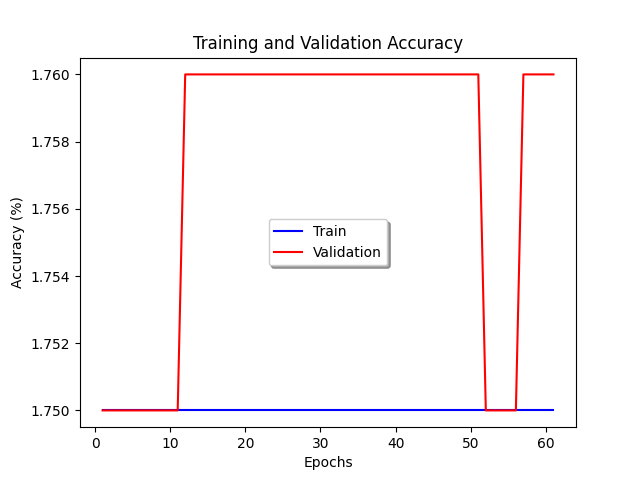 Training and Validation Accuracy
Accuracy (%)
1.760
1.758
1.756
1.754
1.752
1.750
Train
Validation
0 10 20 30 40 50 60
Epochs